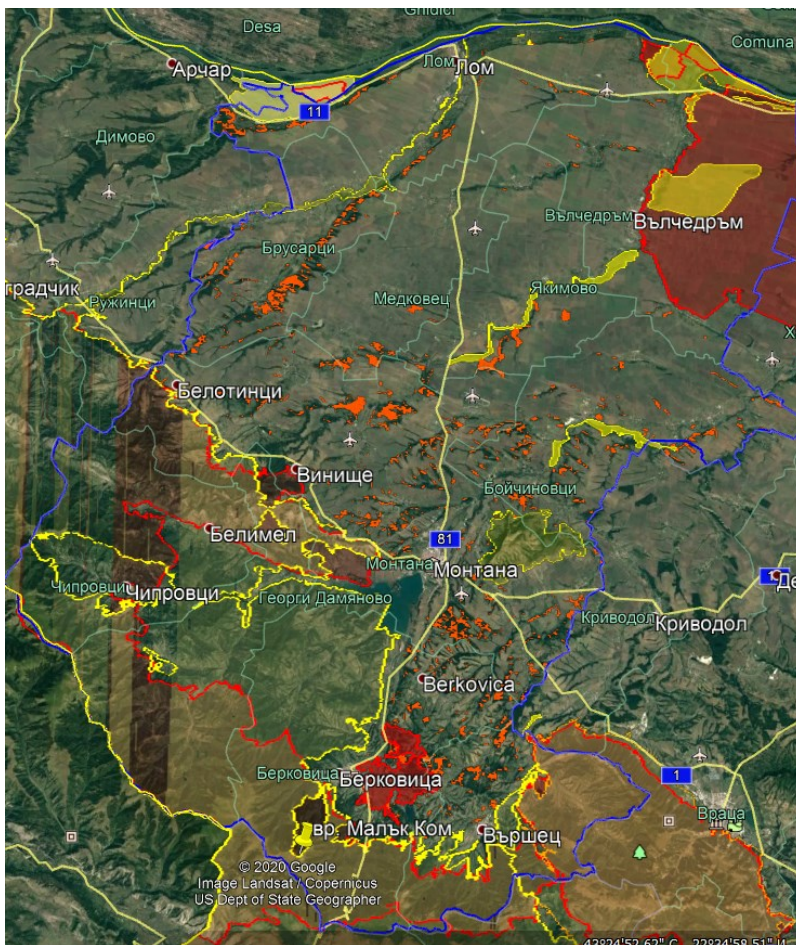 Ghidici
Desa
Comuna
Арчар
Лом
Лом
11
Димово
Вълчедръм
Вълчедръм
Брусарци
градчик
Ружинци
Медковец
Якимово
Х
Белотинци
Винище
Бойчиновци
Белимел
81
Монтана
Монтана
1
Де
Чипровци
Чипровци
Георги Дамяново
Криводол
Криводол
Berkovica
Берковица
Берковица
1
Враца
вр. Малък Ком
Вършец
© 2020 Google
Image Landsat / Copernicus
US Dept of State Geographer